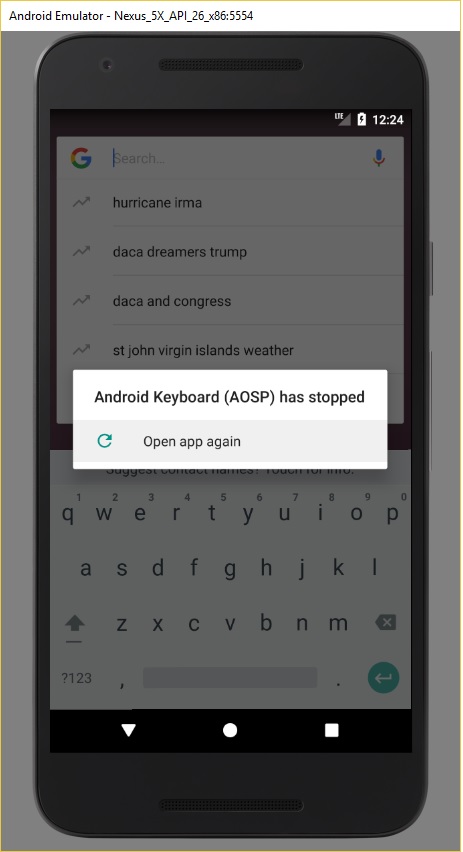 Android Emulator - Nexus_5X_API_26_x86:5554
LTE 12:24
G Search...
hurricane irma
daca dreamers trump
daca and congress
st john virgin islands weather
Android Keyboard (AOSP) has stopped
Open app again
Suggest contact names? Touch for info.
1 2 3 4 5 6 7 8 9 0
q w e r t y u i o p
a s d f g h j k l
z x c v b n m
?123 , .